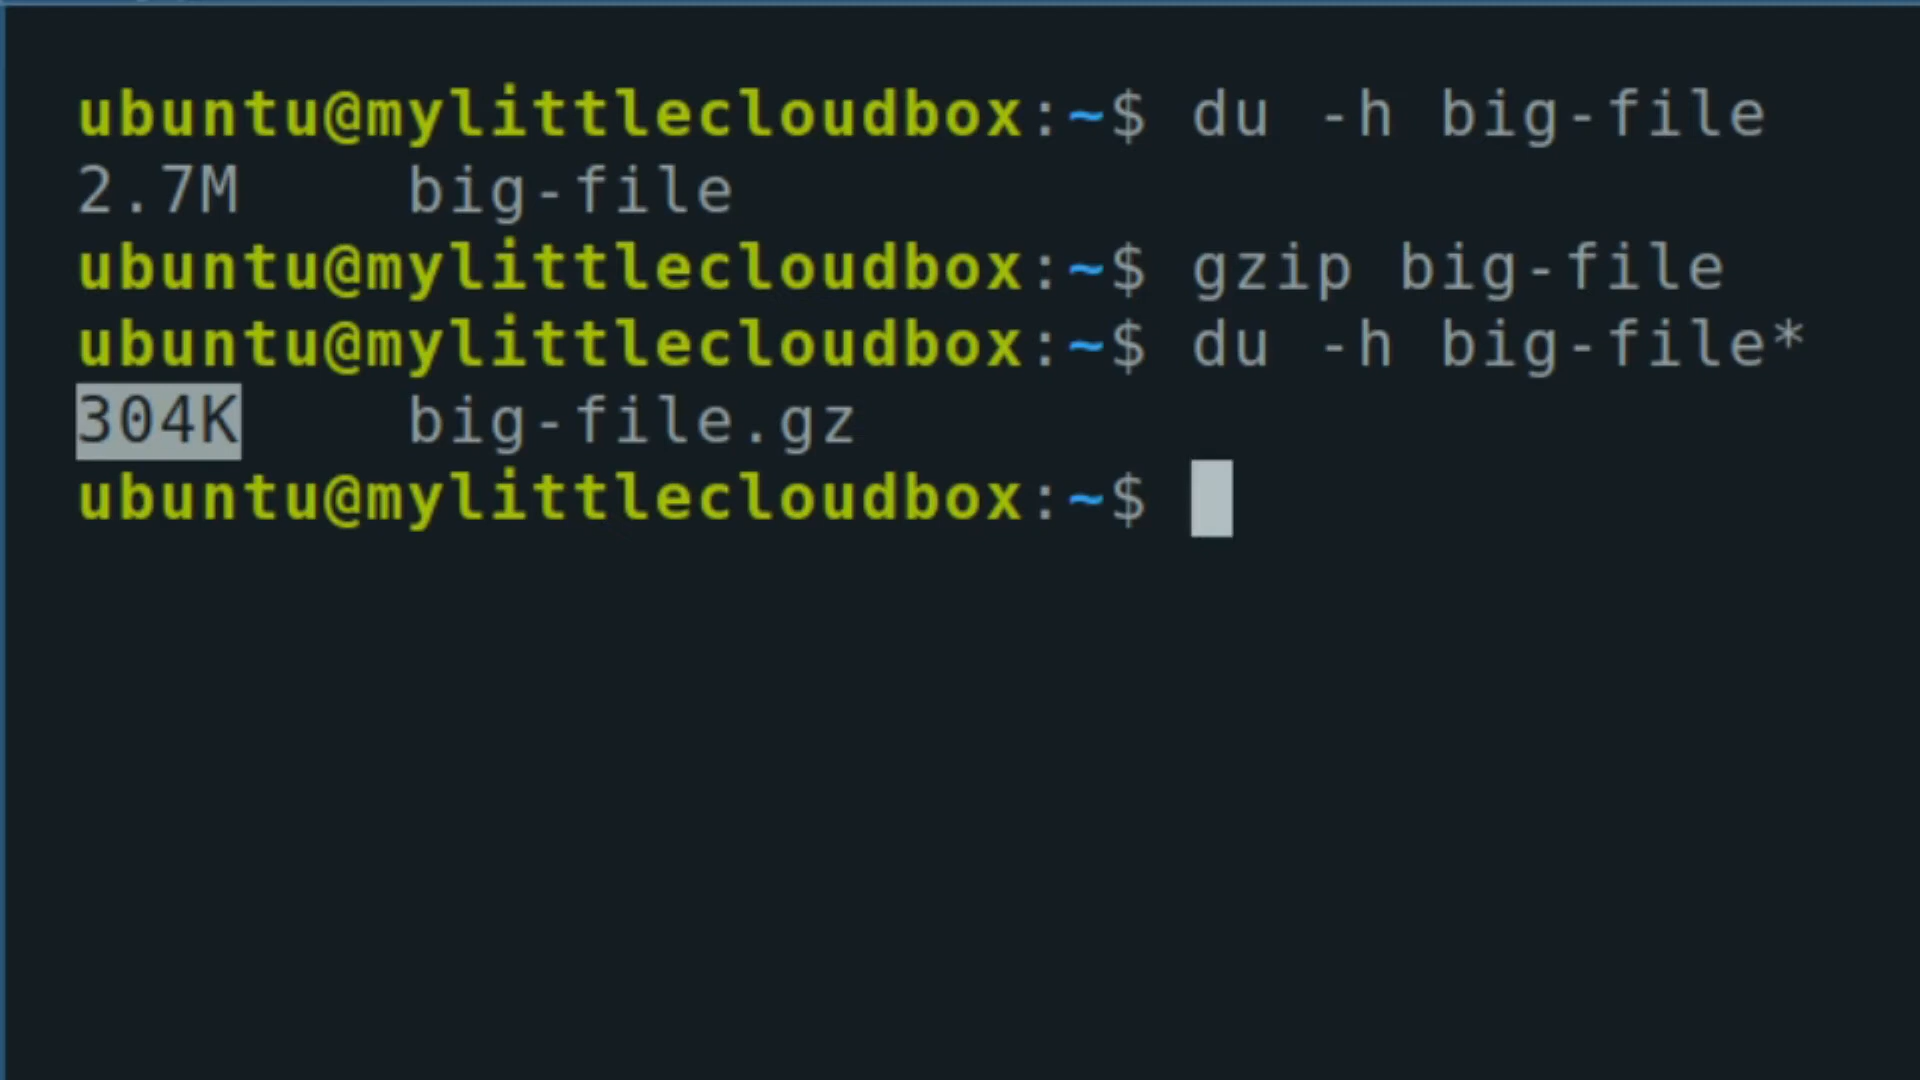 ubuntu@mylittlecloudbox:~$ du -h big-file
2.7M    big-file
ubuntu@mylittlecloudbox:~$ gzip big-file
ubuntu@mylittlecloudbox:~$ du -h big-file*
304K    big-file.gz
ubuntu@mylittlecloudbox:~$